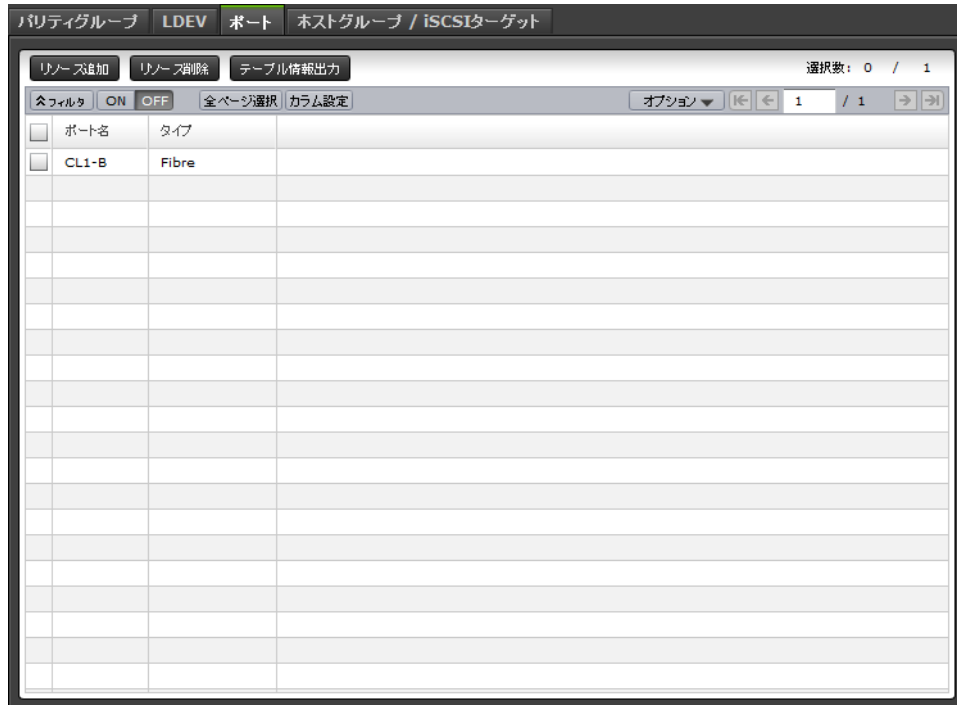 パリティグループ LDEV ポート ホストグループ / iSCSIターゲット
リソース追加 リソース削除 テーブル情報出力 選択数: 0 / 1
フィルタ ON OFF 全ページ選択 カラム設定 オプション 1 / 1
ポート名 タイプ
CL1-B Fibre